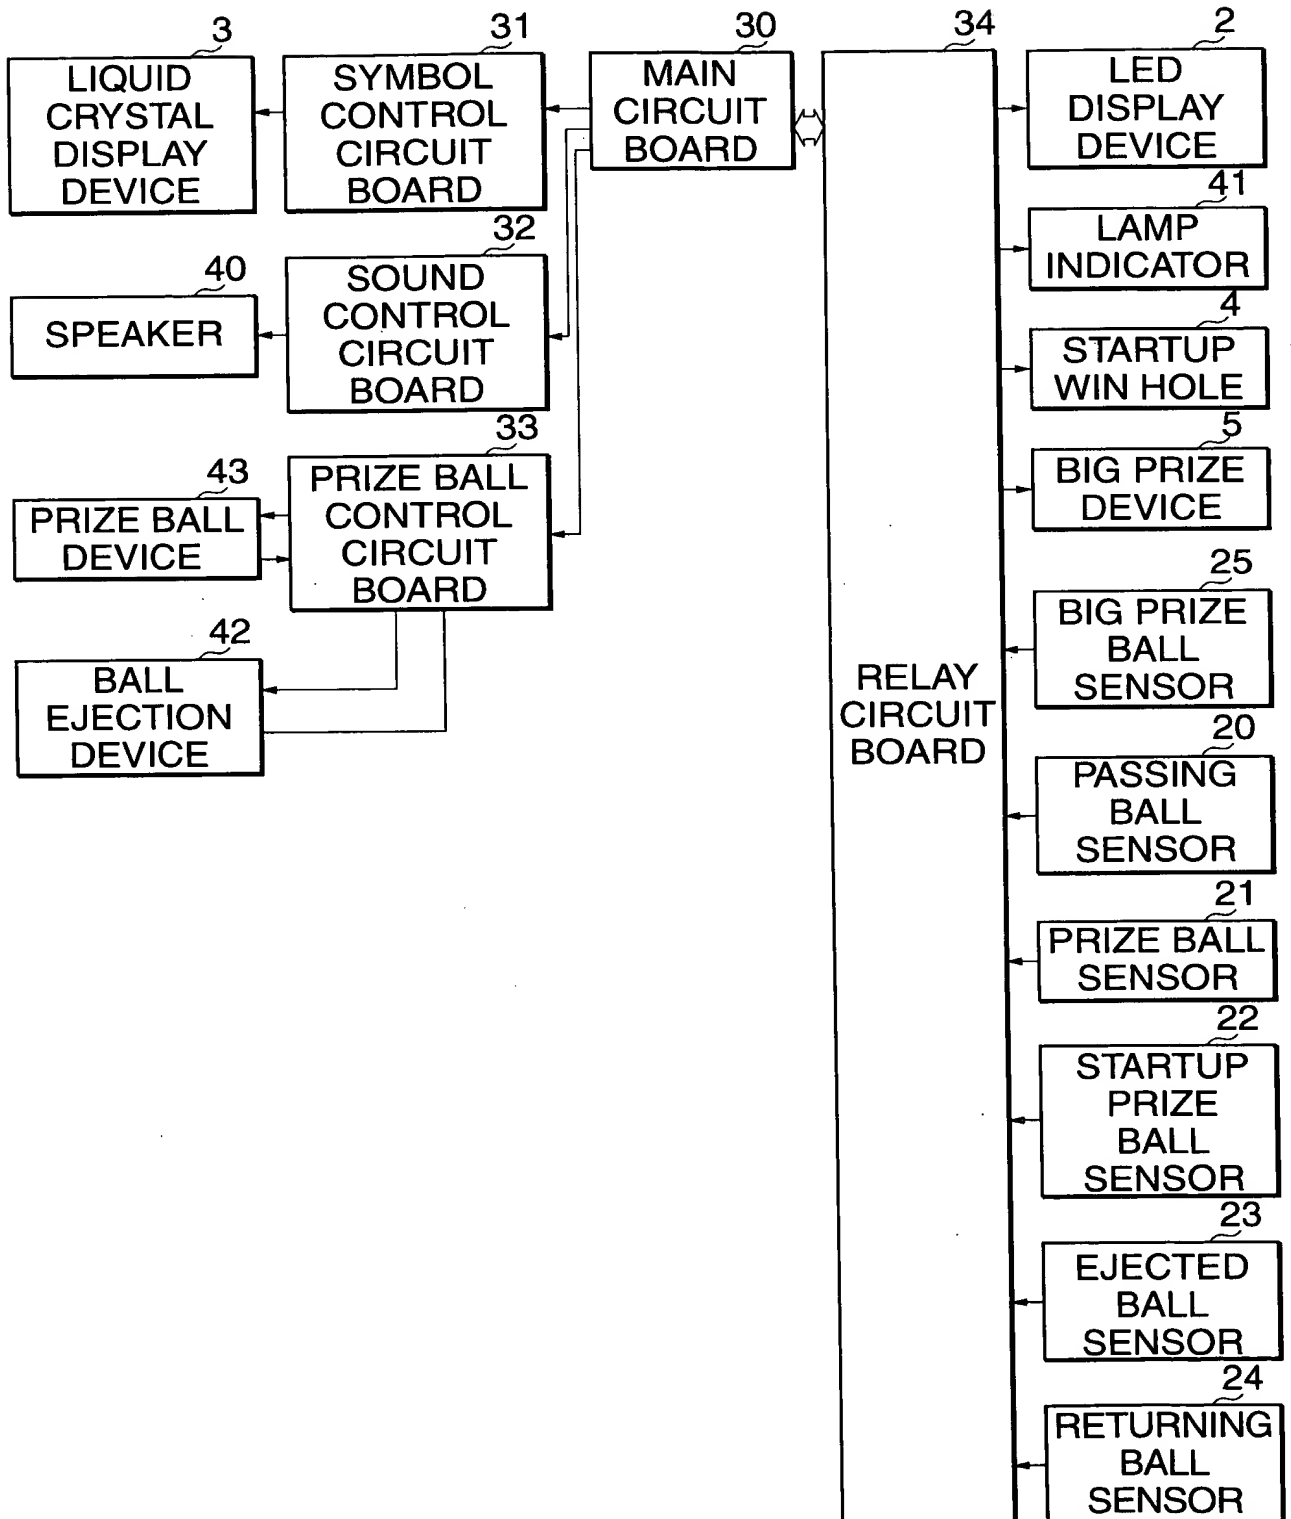 3
LIQUID
CRYSTAL
DISPLAY
DEVICE
31
SYMBOL
CONTROL
CIRCUIT
BOARD
30
MAIN
CIRCUIT
BOARD
34
RELAY
CIRCUIT
BOARD
2
LED
DISPLAY
DEVICE
41
LAMP
INDICATOR
40
SPEAKER
32
SOUND
CONTROL
CIRCUIT
BOARD
4
STARTUP
WIN HOLE
5
BIG PRIZE
DEVICE
43
PRIZE BALL
DEVICE
33
PRIZE BALL
CONTROL
CIRCUIT
BOARD
42
BALL
EJECTION
DEVICE
25
BIG PRIZE
BALL
SENSOR
20
PASSING
BALL
SENSOR
21
PRIZE BALL
SENSOR
22
STARTUP
PRIZE
BALL
SENSOR
23
EJECTED
BALL
SENSOR
24
RETURNING
BALL
SENSOR